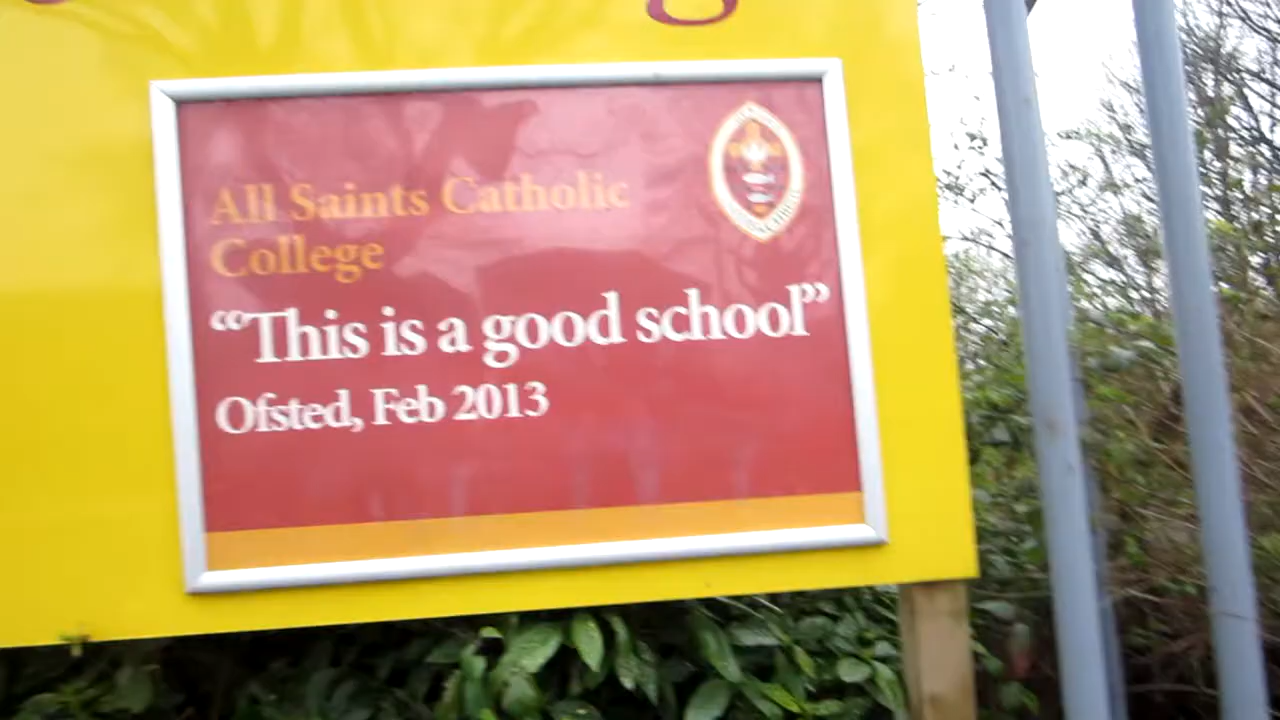 All Saints Catholic
College
“This is a good school”
Ofsted, Feb 2013